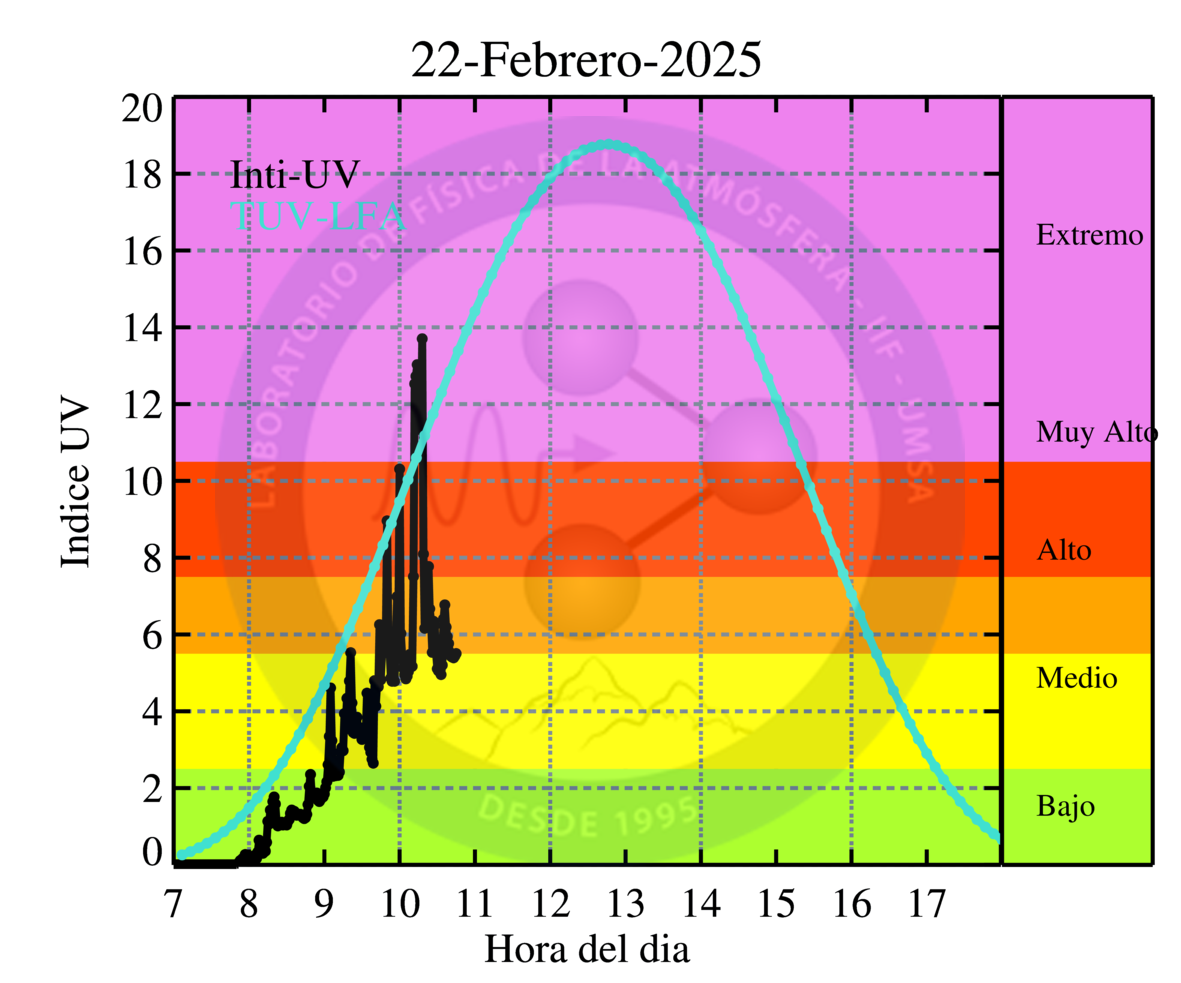 22-Febrero-2025
Inti-UV
TUV-LFA
20
18
16
14
12
10
8
6
4
2
0
Indice UV
7 8 9 10 11 12 13 14 15 16 17
Hora del dia
Extremo
Muy Alto
Alto
Medio
Bajo
LABORATORIO DE FÍSICA DE LA ATMÓSFERA - IIF - UMSA
DESDE 1995